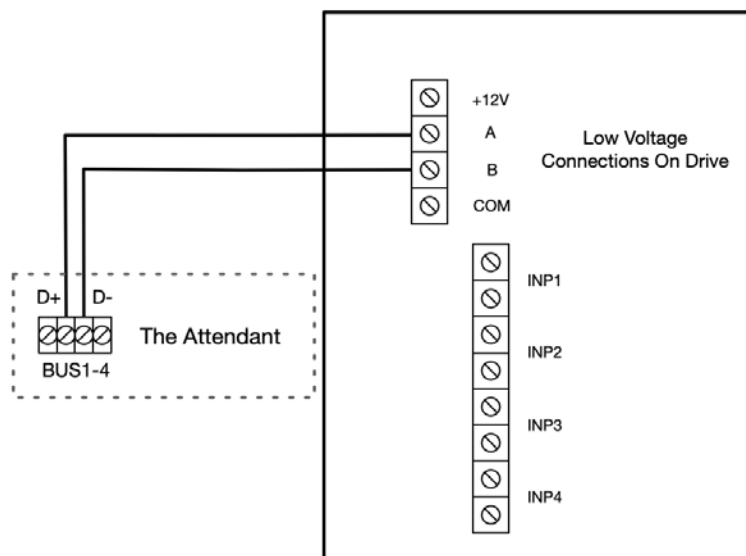 +12V
A
B
COM
Low Voltage
Connections On Drive
INP1
INP2
INP3
INP4
D+ D-
The Attendant
BUS1-4